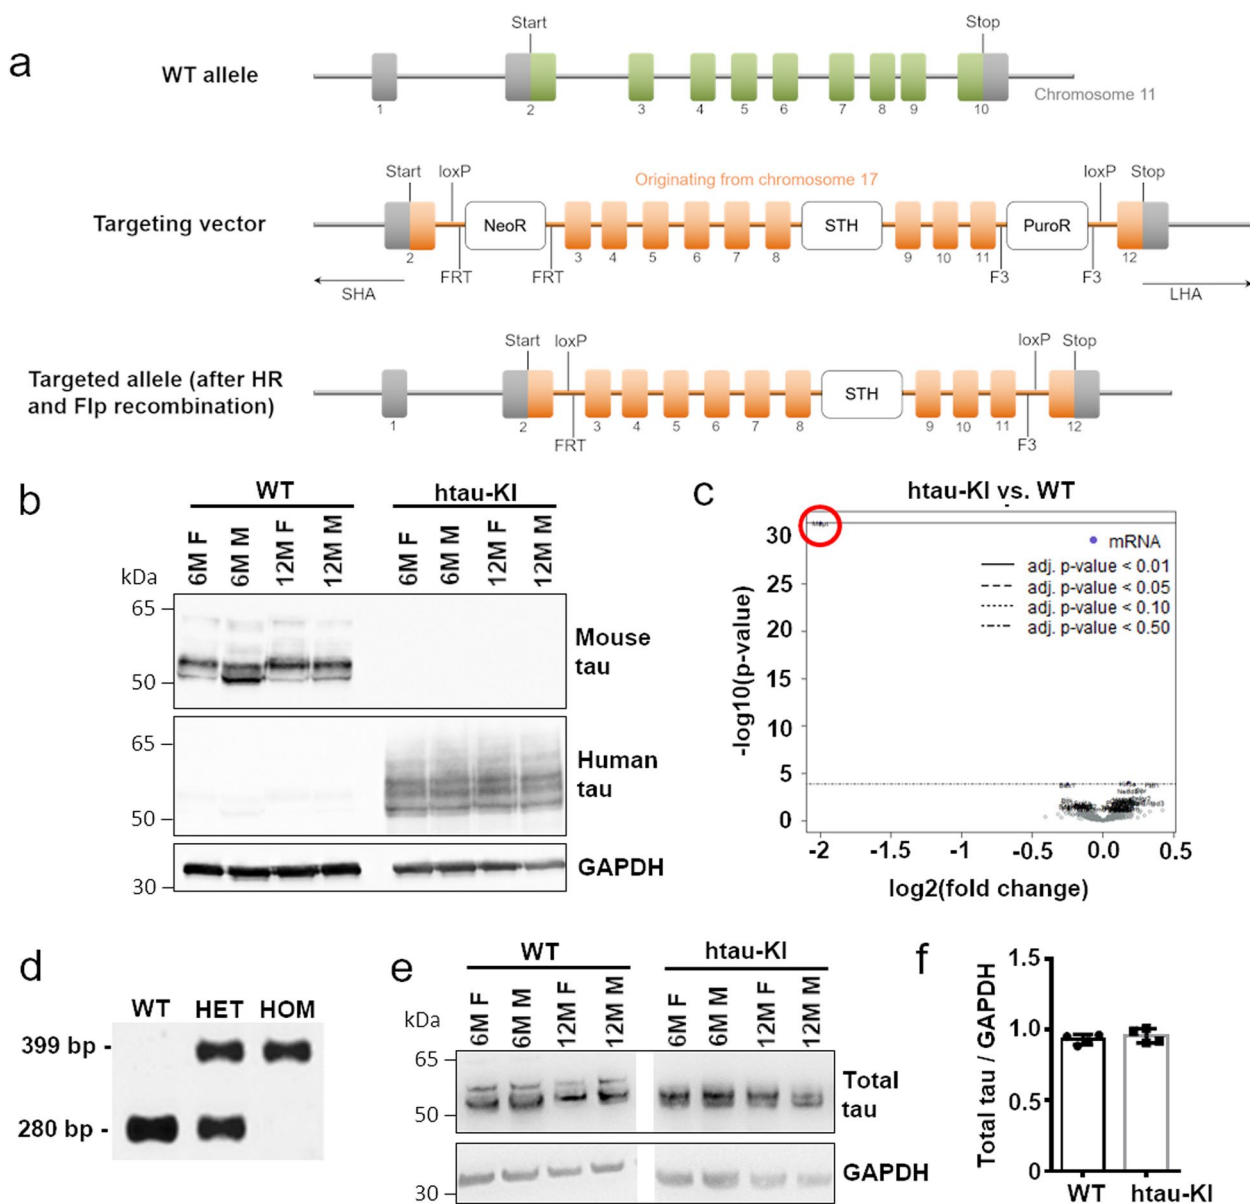 a
Start
Stop
WT allele
Chromosome 11
1 2 3 4 5 6 7 8 9 10
Start
loxP
Originating from chromosome 17
loxP
Stop
Targeting vector
NeoR
STH
PuroR
2 3 4 5 6 7 8 9 10 11 12
FRT
FRT
F3
F3
SHA
LHA
Start
loxP
loxP
Stop
Targeted allele (after HR
and Flp recombination)
STH
1 2 3 4 5 6 7 8 9 10 11 12
FRT
F3
b
WT
htau-KI
6M F
6M M
12M F
12M M
6M F
6M M
12M F
12M M
kDa
65
50
Mouse
tau
65
50
Human
tau
30
GAPDH
c
htau-KI vs. WT
mRNA
adj. p-value < 0.01
adj. p-value < 0.05
adj. p-value < 0.10
adj. p-value < 0.50
-log10(p-value)
30
25
20
15
10
5
0
-2 -1 -0.5 0.0 0.5
log2(fold change)
d
WT HET HOM
399 bp -
280 bp -
e
WT
htau-KI
6M F
6M M
12M F
12M M
6M F
6M M
12M F
12M M
kDa
65
50
Total
tau
30
GAPDH
f
Total tau / GAPDH
1.5
1.0
0.5
0
WT
htau-KI